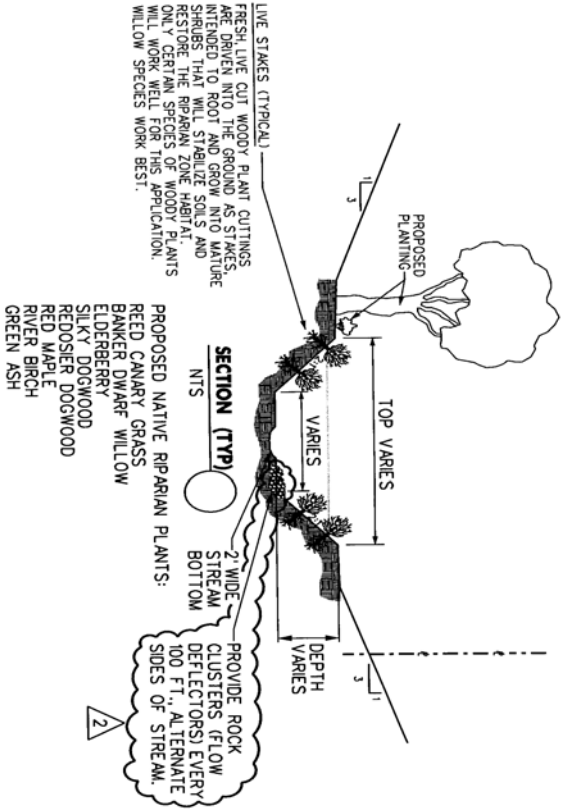 LIVE STAKES (TYPICAL)
FRESH, LIVE CUT WOODY PLANT CUTTINGS
ARE DRIVEN INTO THE GROUND AS STAKES,
INTENDED TO ROOT AND GROW INTO MATURE
SHRUBS THAT WILL STABILIZE SOILS AND
RESTORE THE RIPARIAN ZONE HABITAT.
ONLY CERTAIN SPECIES OF WOODY PLANTS
WILL WORK WELL FOR THIS APPLICATION.
WILLOW SPECIES WORK BEST.
1
3
PROPOSED
PLANTING
TOP VARIES
VARIES
DEPTH
VARIES
1
3
SECTION (TYP)
NTS
2' WIDE
STREAM
BOTTOM
PROVIDE ROCK
CLUSTERS (FLOW
DEFLECTORS) EVERY
100 FT., ALTERNATE
SIDES OF STREAM.
2
PROPOSED NATIVE RIPARIAN PLANTS:
REED CANARY GRASS
BANKER DWARF WILLOW
ELDERBERRY
SILKY DOGWOOD
REDOSIER DOGWOOD
RED MAPLE
RIVER BIRCH
GREEN ASH